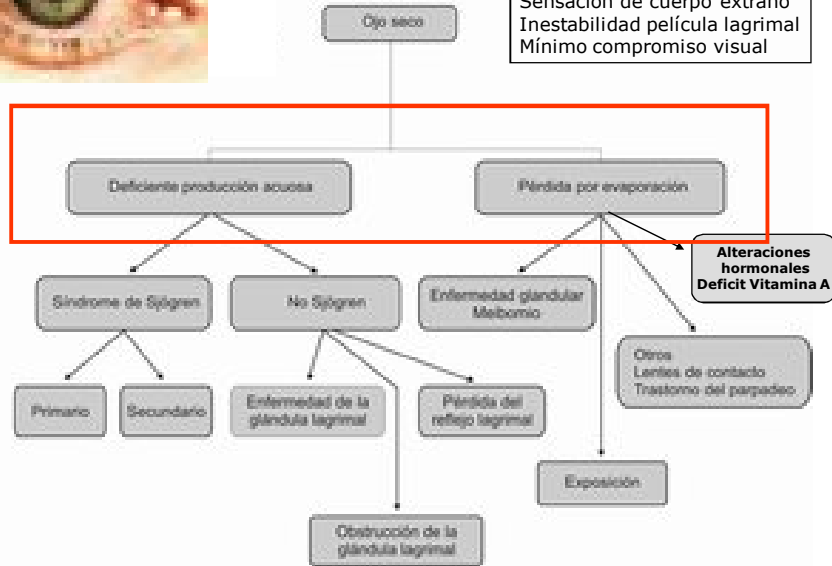 Sensación de cuerpo extraño
Inestabilidad película lagrimal
Mínimo compromiso visual
Ojo seco
Deficiente producción acuosa
Pérdida por evaporación
Alteraciones
hormonales
Deficit Vitamina A
Síndrome de Sjögren
No Sjögren
Enfermedad glandular
Meibomio
Otros
Lentes de contacto
Trastorno del parpadeo
Primario
Secundario
Enfermedad de la
glándula lagrimal
Pérdida del
reflejo lagrimal
Exposición
Obstrucción de la
glándula lagrimal